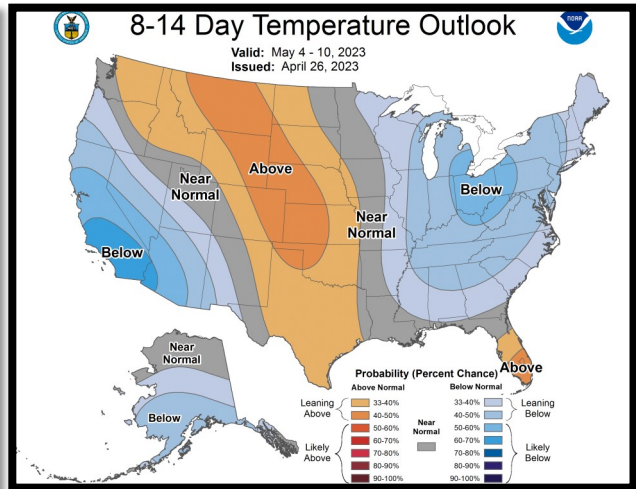 8-14 Day Temperature Outlook
NOAA
Valid: May 4 - 10, 2023
Issued: April 26, 2023
Above
Near
Normal
Below
Near
Normal
Below
Near
Normal
Below
Above
Probability (Percent Chance)
Above Normal
Below Normal
Leaning
Above
33-40%
40-50%
Likely
Above
50-60%
60-70%
70-80%
80-90%
90-100%
Near
Normal
33-40%
40-50%
Leaning
Below
50-60%
60-70%
70-80%
80-90%
90-100%
Likely
Below